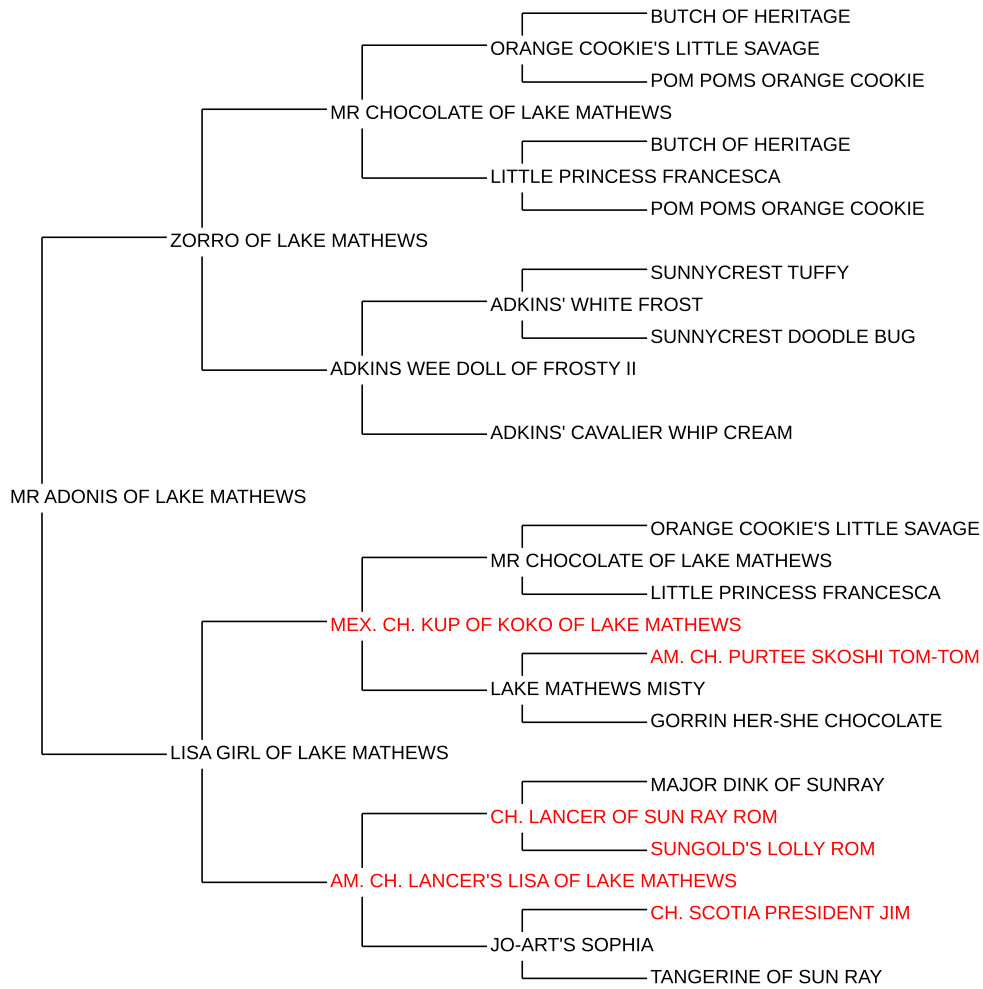 BUTCH OF HERITAGE
ORANGE COOKIE'S LITTLE SAVAGE
POM POMS ORANGE COOKIE
MR CHOCOLATE OF LAKE MATHEWS
BUTCH OF HERITAGE
LITTLE PRINCESS FRANCESCA
POM POMS ORANGE COOKIE
ZORRO OF LAKE MATHEWS
SUNNYCREST TUFFY
ADKINS' WHITE FROST
SUNNYCREST DOODLE BUG
ADKINS WEE DOLL OF FROSTY II
ADKINS' CAVALIER WHIP CREAM
MR ADONIS OF LAKE MATHEWS
ORANGE COOKIE'S LITTLE SAVAGE
MR CHOCOLATE OF LAKE MATHEWS
LITTLE PRINCESS FRANCESCA
MEX. CH. KUP OF KOKO OF LAKE MATHEWS
AM. CH. PURTEE SKOSHI TOM-TOM
LAKE MATHEWS MISTY
GORRIN HER-SHE CHOCOLATE
LISA GIRL OF LAKE MATHEWS
MAJOR DINK OF SUNRAY
CH. LANCER OF SUN RAY ROM
SUNGOLD'S LOLLY ROM
AM. CH. LANCER'S LISA OF LAKE MATHEWS
CH. SCOTIA PRESIDENT JIM
JO-ART'S SOPHIA
TANGERINE OF SUN RAY